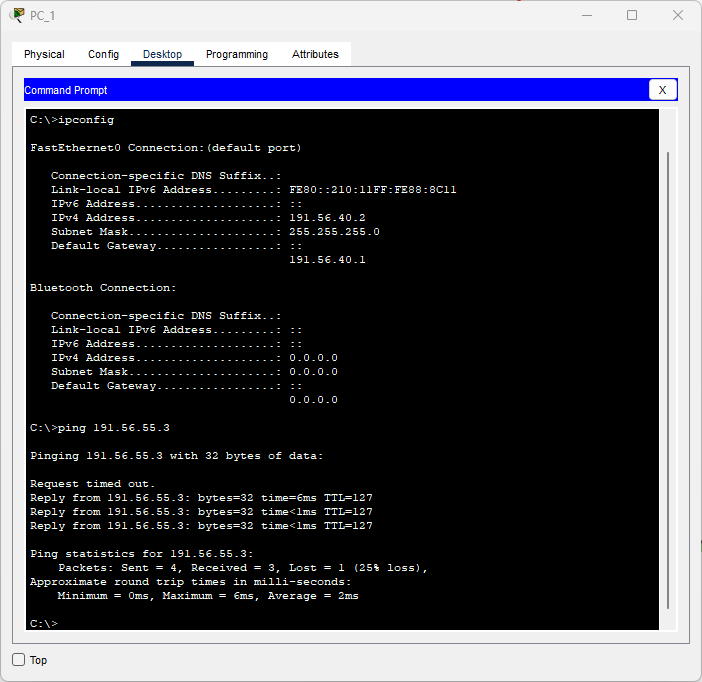 PC_1
Physical Config Desktop Programming Attributes
Command Prompt X
C:\>ipconfig
FastEthernet0 Connection:(default port)
Connection-specific DNS Suffix..:
Link-local IPv6 Address.........: FE80::210:11FF:FE88:8C11
IPv6 Address....................: ::
IPv4 Address....................: 191.56.40.2
Subnet Mask.....................: 255.255.255.0
Default Gateway.................: ::
191.56.40.1
Bluetooth Connection:
Connection-specific DNS Suffix..:
Link-local IPv6 Address.........: ::
IPv6 Address....................: ::
IPv4 Address....................: 0.0.0.0
Subnet Mask.....................: 0.0.0.0
Default Gateway.................: ::
0.0.0.0
C:\>ping 191.56.55.3
Pinging 191.56.55.3 with 32 bytes of data:
Request timed out.
Reply from 191.56.55.3: bytes=32 time=6ms TTL=127
Reply from 191.56.55.3: bytes=32 time<1ms TTL=127
Reply from 191.56.55.3: bytes=32 time<1ms TTL=127
Ping statistics for 191.56.55.3:
Packets: Sent = 4, Received = 3, Lost = 1 (25% loss),
Approximate round trip times in milli-seconds:
Minimum = 0ms, Maximum = 6ms, Average = 2ms
C:\>
Top